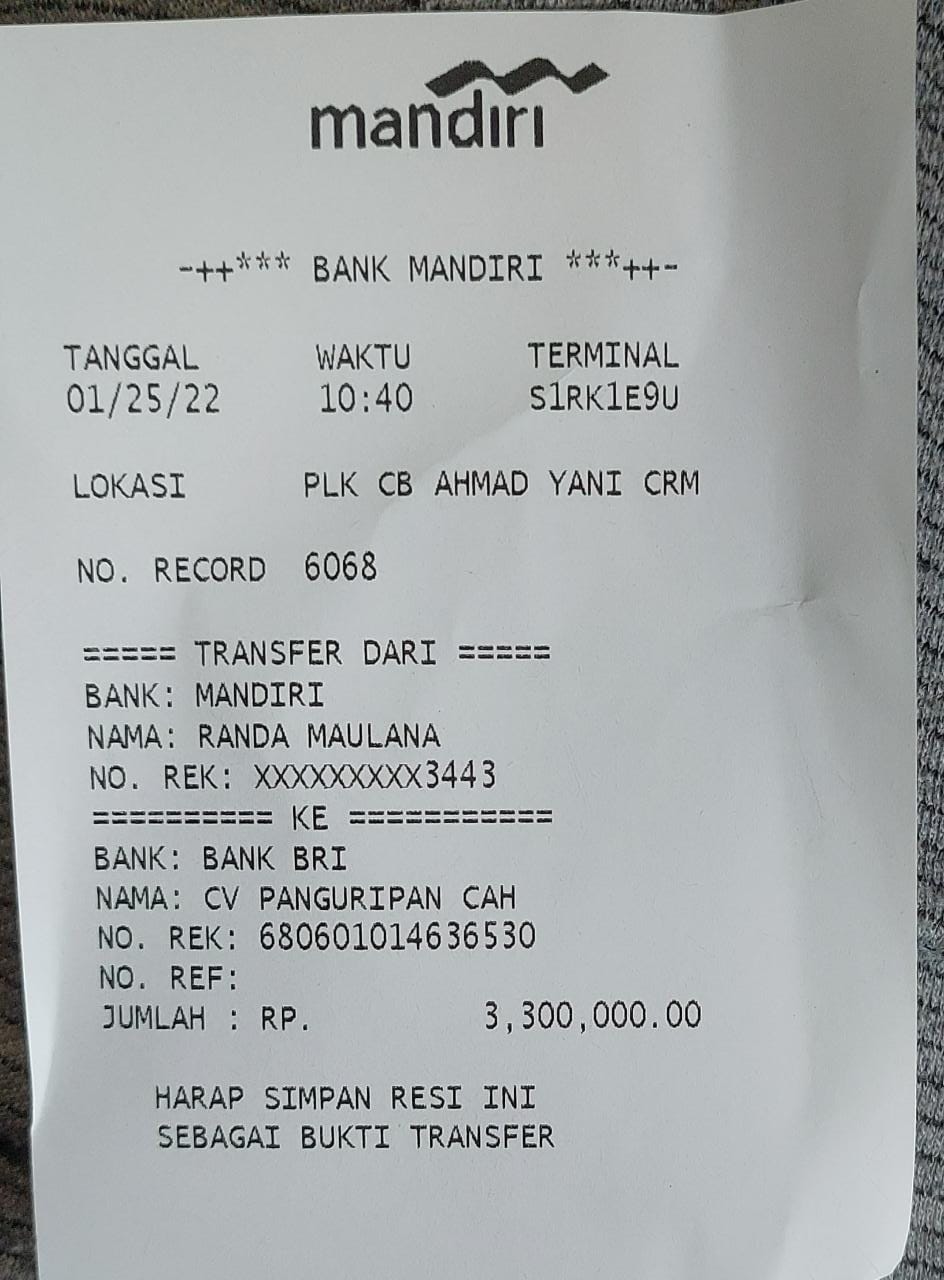 mandiri
-++*** BANK MANDIRI ***++-
TANGGAL WAKTU TERMINAL
01/25/22 10:40 S1RK1E9U
LOKASI PLK CB AHMAD YANI CRM
NO. RECORD 6068
===== TRANSFER DARI =====
BANK: MANDIRI
NAMA: RANDA MAULANA
NO. REK: XXXXXXXXX3443
========== KE ===========
BANK: BANK BRI
NAMA: CV PANGURIPAN CAH
NO. REK: 680601014636530
NO. REF:
JUMLAH : RP. 3,300,000.00
HARAP SIMPAN RESI INI
SEBAGAI BUKTI TRANSFER